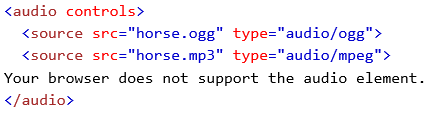 <audio controls>
  <source src="horse.ogg" type="audio/ogg">
  <source src="horse.mp3" type="audio/mpeg">
Your browser does not support the audio element.
</audio>